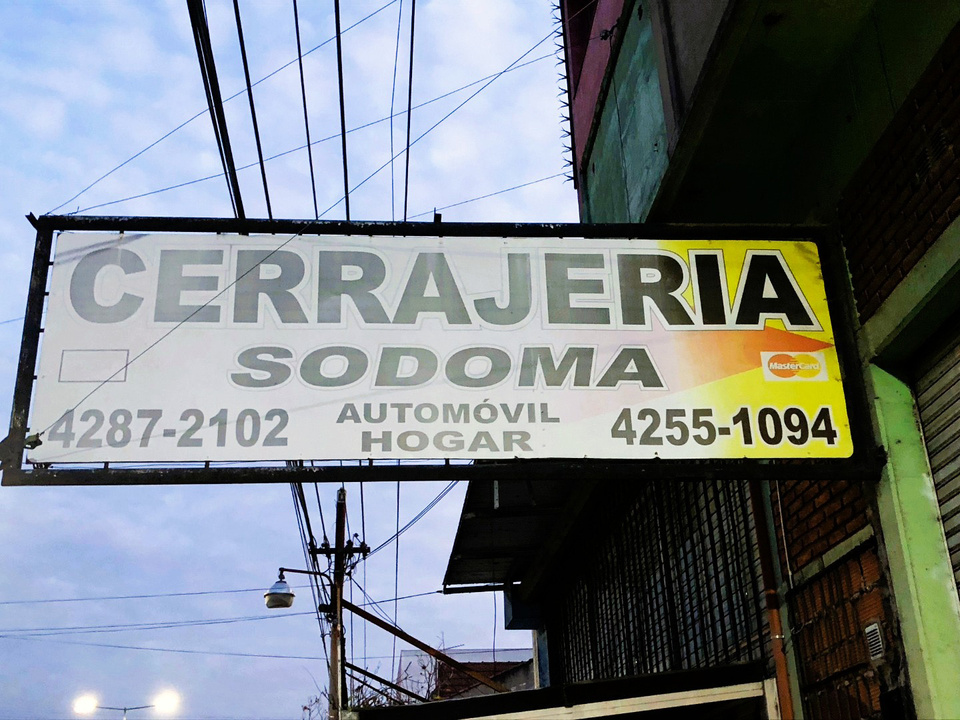 CERRAJERIA
SODOMA
MasterCard
4287-2102
AUTOMÓVIL
HOGAR
4255-1094